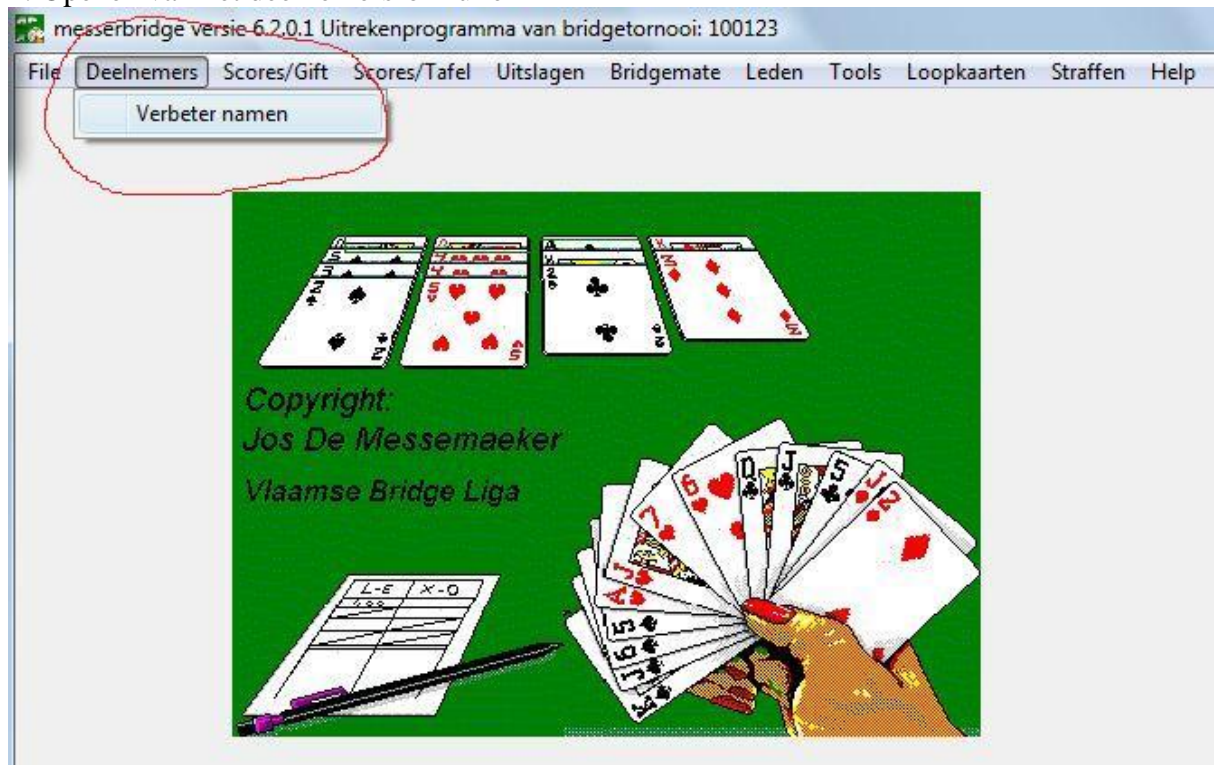 messerbridge versie 6.2.0.1 Uitrekenprogramma van bridgetornooi: 100123
File Deelnemers Scores/Gift Scores/Tafel Uitslagen Bridgemate Leden Tools Loopkaarten Straffen Help
Verbeter namen
Copyright:
Jos De Messemaeker
Vlaamse Bridge Liga
L-E X-O
400